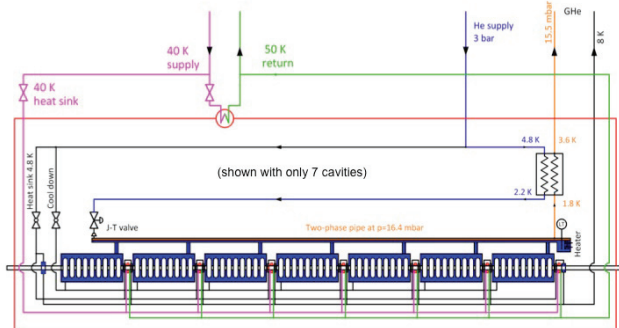 40 K
supply
50 K
return
He supply
3 bar
15.5 mbar
GHe
8 K
40 K
heat sink
4.8 K
3.6 K
(shown with only 7 cavities)
Heat sink 4.8 K
Cool down
2.2 K
1.8 K
J-T valve
Two-phase pipe at p=16.4 mbar
Heater